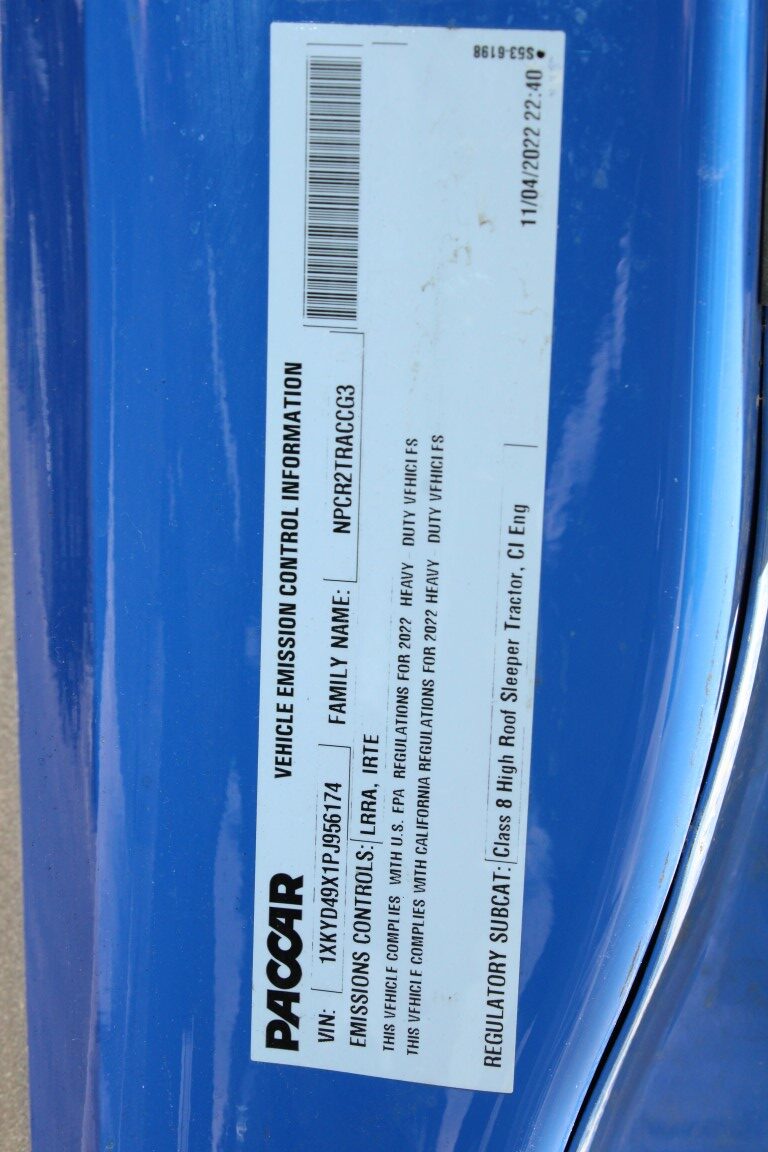 PACCAR
VEHICLE EMISSION CONTROL INFORMATION
VIN: 1XKYD49X1PJ956174 FAMILY NAME: NPCR2TRACCG3
EMISSIONS CONTROLS: LRRA, IRTE
THIS VEHICLE COMPLIES WITH U.S. EPA REGULATIONS FOR 2022 HEAVY - DUTY VEHICLES
THIS VEHICLE COMPLIES WITH CALIFORNIA REGULATIONS FOR 2022 HEAVY - DUTY VEHICLES
REGULATORY SUBCAT: Class 8 High Roof Sleeper Tractor, CI Eng
11/04/2022 22:40
S53-6198